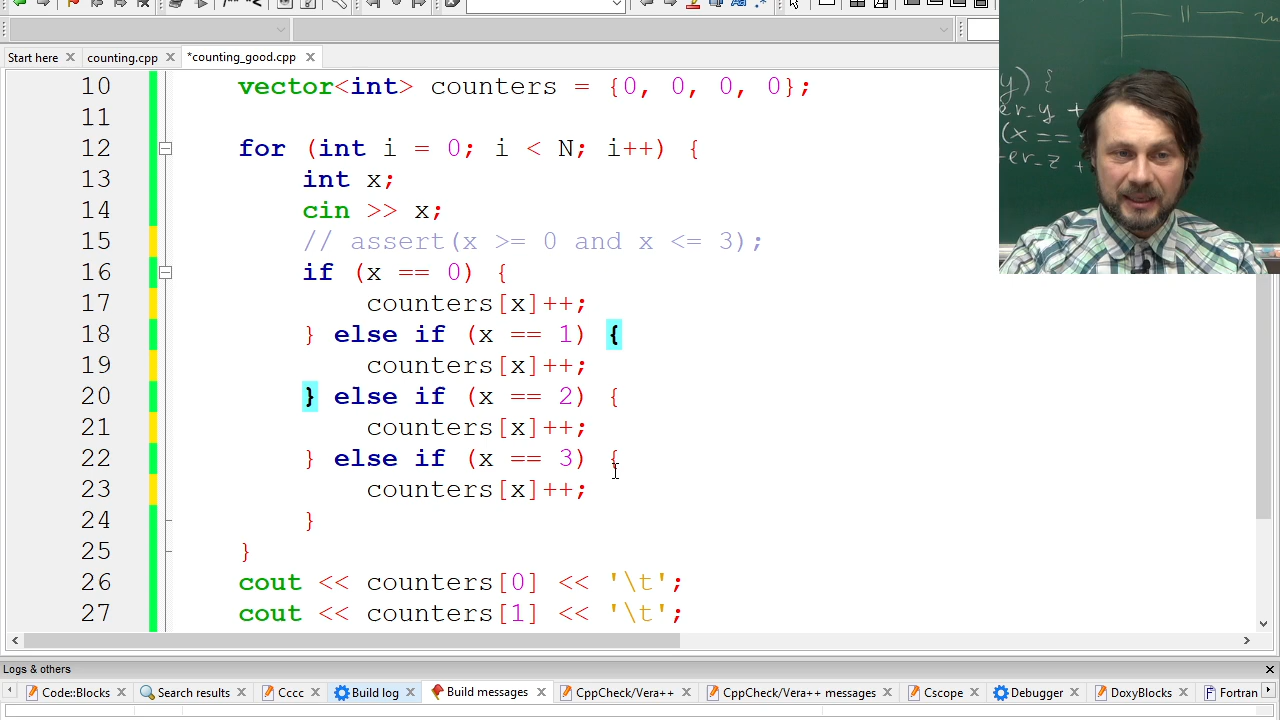 Start here
counting.cpp
*counting_good.cpp
10 vector<int> counters = {0, 0, 0, 0};
11
12 for (int i = 0; i < N; i++) {
13 int x;
14 cin >> x;
15 // assert(x >= 0 and x <= 3);
16 if (x == 0) {
17 counters[x]++;
18 } else if (x == 1) {
19 counters[x]++;
20 } else if (x == 2) {
21 counters[x]++;
22 } else if (x == 3) {
23 counters[x]++;
24 }
25 }
26 cout << counters[0] << '\t';
27 cout << counters[1] << '\t';
y) {
er_y +
(x ==
er_z +
Logs & others
Code::Blocks
Search results
Cccc
Build log
Build messages
CppCheck/Vera++
CppCheck/Vera++ messages
Cscope
Debugger
DoxyBlocks
Fortran